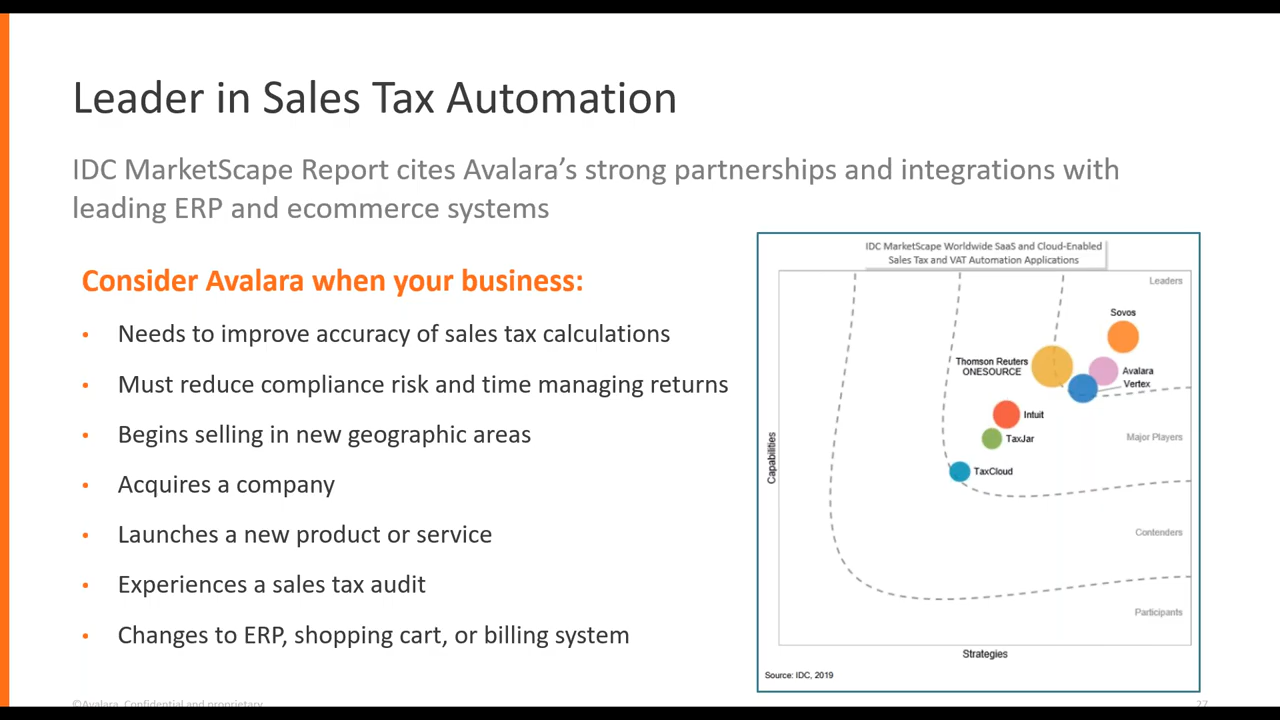 Leader in Sales Tax Automation
IDC MarketScape Report cites Avalara’s strong partnerships and integrations with
leading ERP and ecommerce systems
Consider Avalara when your business:
• Needs to improve accuracy of sales tax calculations
• Must reduce compliance risk and time managing returns
• Begins selling in new geographic areas
• Acquires a company
• Launches a new product or service
• Experiences a sales tax audit
• Changes to ERP, shopping cart, or billing system
IDC MarketScape Worldwide SaaS and Cloud-Enabled
Sales Tax and VAT Automation Applications
Leaders
Sovos
Thomson Reuters
ONESOURCE
Avalara
Vertex
Intuit
TaxJar
Major Players
TaxCloud
Contenders
Participants
Capabilities
Strategies
Source: IDC, 2019
©Avalara. Confidential and proprietary
27